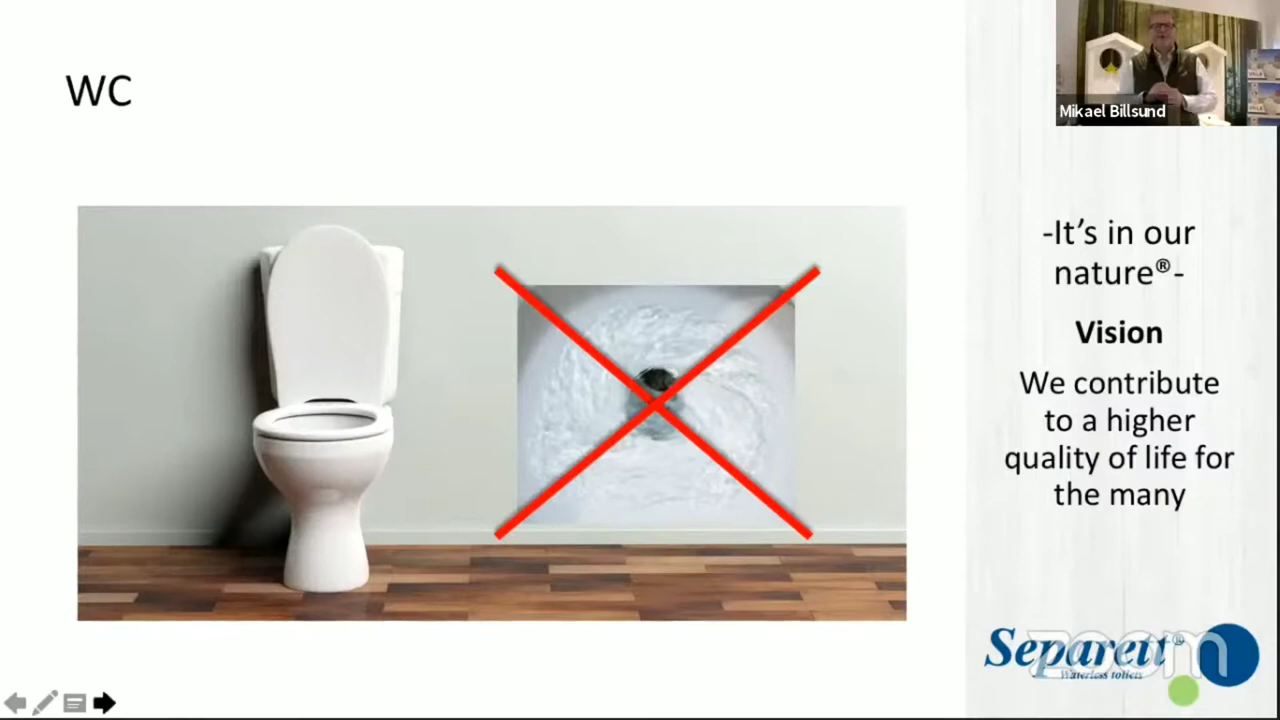 WC
Mikael Billsund
-It's in our
nature®-
Vision
We contribute
to a higher
quality of life for
the many
Separett®
Waterless toilets
zoom